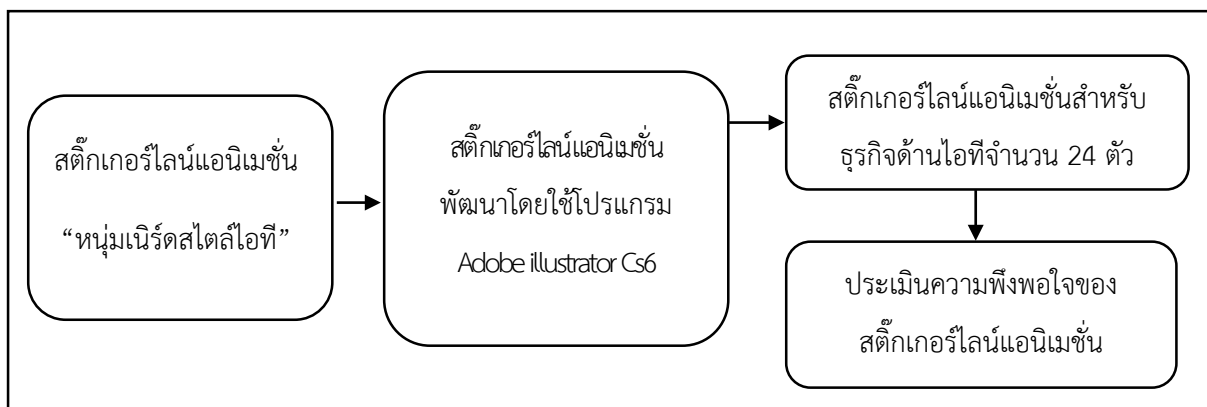 สติ๊กเกอร์ไลน์แอนิเมชั่น
“หนุ่มเนิร์ดสไตล์ไอที”
สติ๊กเกอร์ไลน์แอนิเมชั่น
พัฒนาโดยใช้โปรแกรม
Adobe illustrator Cs6
สติ๊กเกอร์ไลน์แอนิเมชั่นสำหรับ
ธุรกิจด้านไอทีจำนวน 24 ตัว
ประเมินความพึงพอใจของ
สติ๊กเกอร์ไลน์แอนิเมชั่น